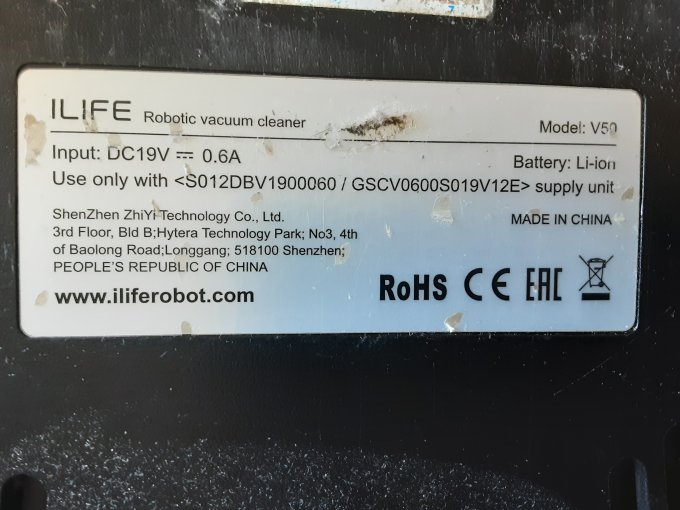 ILIFE Robotic vacuum cleaner
Model: V50
Input: DC19V ⎓ 0.6A
Battery: Li-ion
Use only with <S012DBV1900060 / GSCV0600S019V12E> supply unit
ShenZhen ZhiYi Technology Co., Ltd.
MADE IN CHINA
3rd Floor, Bld B;Hytera Technology Park; No3, 4th
of Baolong Road;Longgang; 518100 Shenzhen;
PEOPLE'S REPUBLIC OF CHINA
www.iliferobot.com
RoHS CE EAC